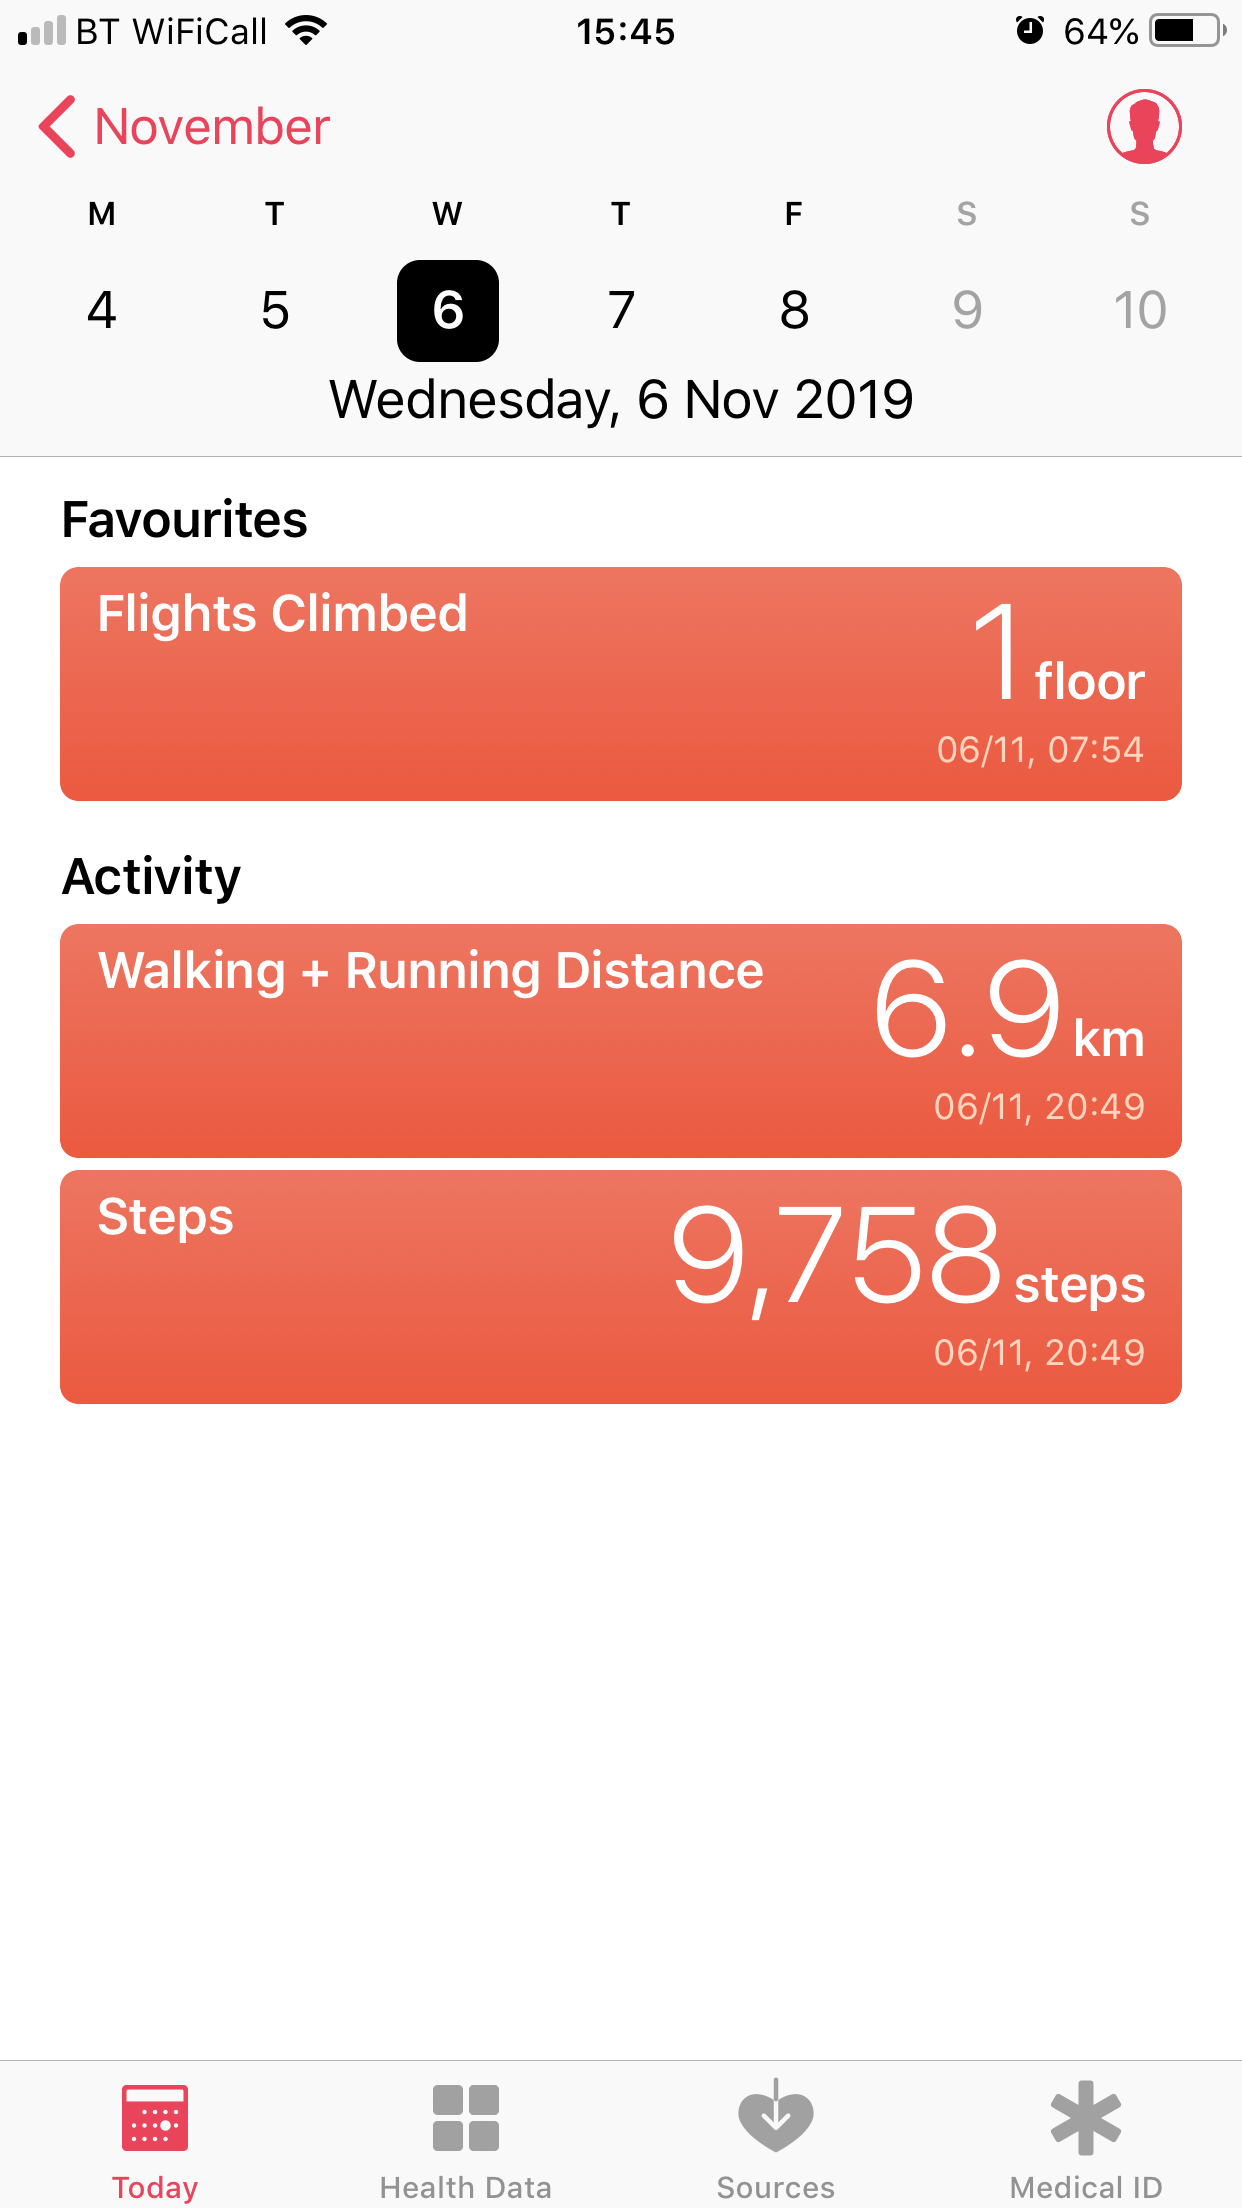 BT WiFiCall 15:45 64%
November
M T W T F S S
4 5 6 7 8 9 10
Wednesday, 6 Nov 2019
Favourites
Flights Climbed
1 floor
06/11, 07:54
Activity
Walking + Running Distance
6.9 km
06/11, 20:49
Steps
9,758 steps
06/11, 20:49
Today Health Data Sources Medical ID